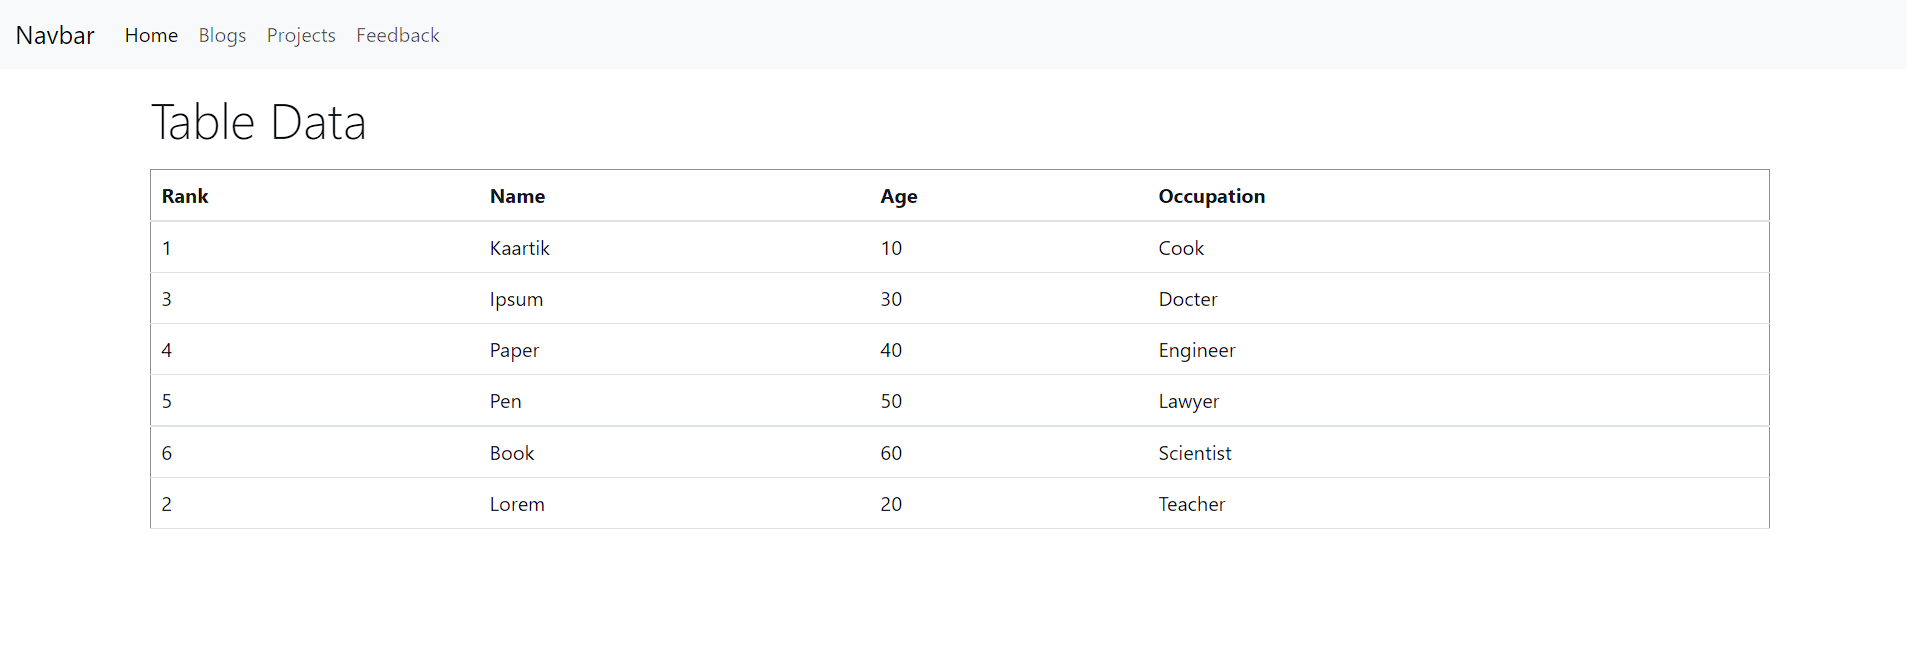 Navbar Home Blogs Projects Feedback
Table Data
Rank Name Age Occupation
1 Kaartik 10 Cook
3 Ipsum 30 Docter
4 Paper 40 Engineer
5 Pen 50 Lawyer
6 Book 60 Scientist
2 Lorem 20 Teacher